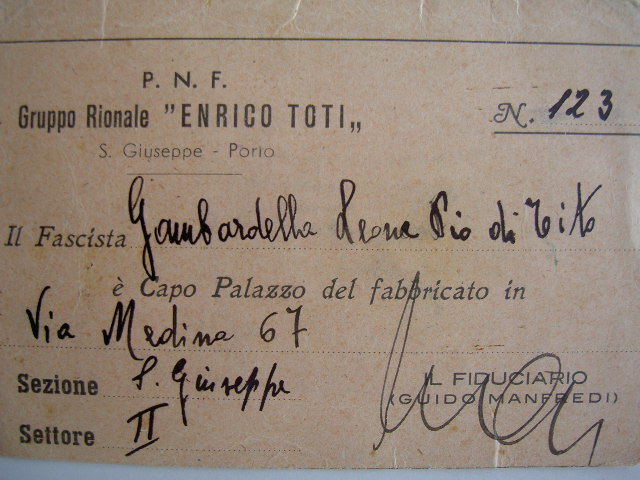 P. N. F.
Gruppo Rionale "ENRICO TOTI„
N. 123
S. Giuseppe - Porto
Il Fascista Gambardella Leone Pio di Tito
è Capo Palazzo del fabbricato in
Via Medina 67
Sezione S. Giuseppe
IL FIDUCIARIO
(GUIDO MANFREDI)
Settore II